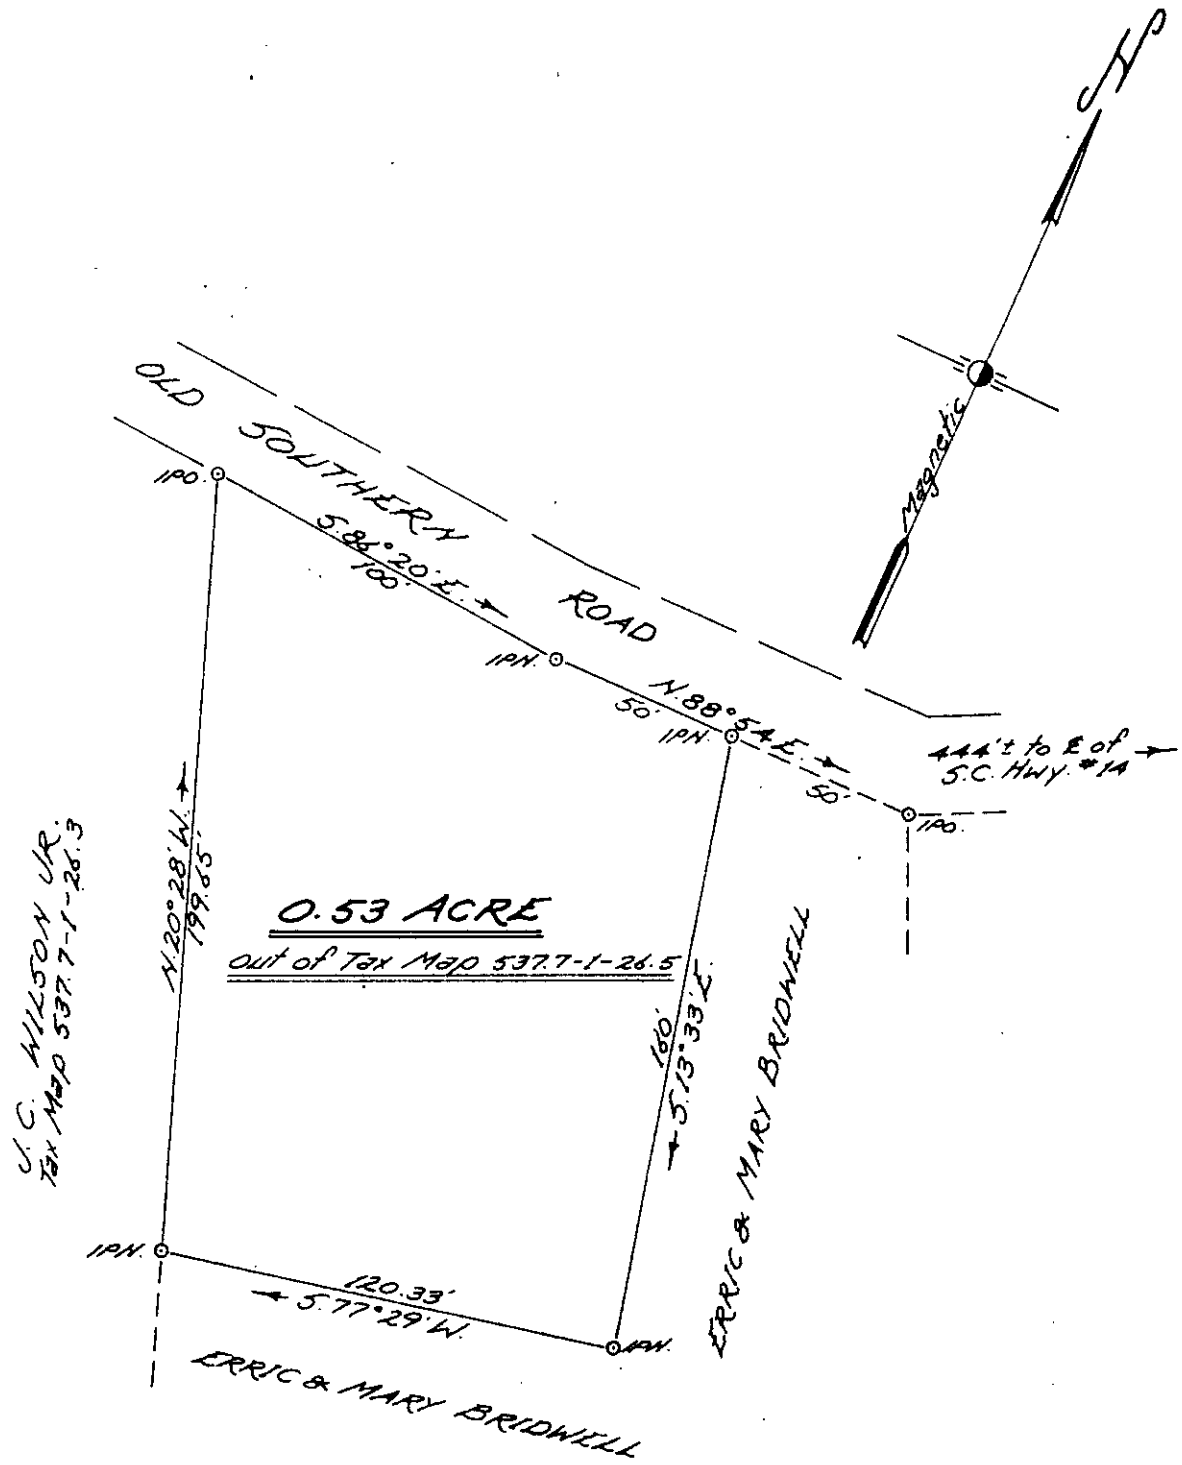 N
Magnetic
OLD SOUTHERN ROAD
IPO.
S.86°20'E.
100'
IPN.
N.88°54'E.
50'
IPN.
50'
IPO.
444'± to ℄ of
S.C. Hwy. #14
N.20°28'W.
199.65'
J. C. WILSON JR.
Tax Map 537.7-1-26.3
0.53 ACRE
out of Tax Map 537.7-1-26.5
160'
S.13°33'E.
ERRIC & MARY BRIDWELL
IPN.
120.33'
S.77°29'W.
IPN.
ERRIC & MARY BRIDWELL